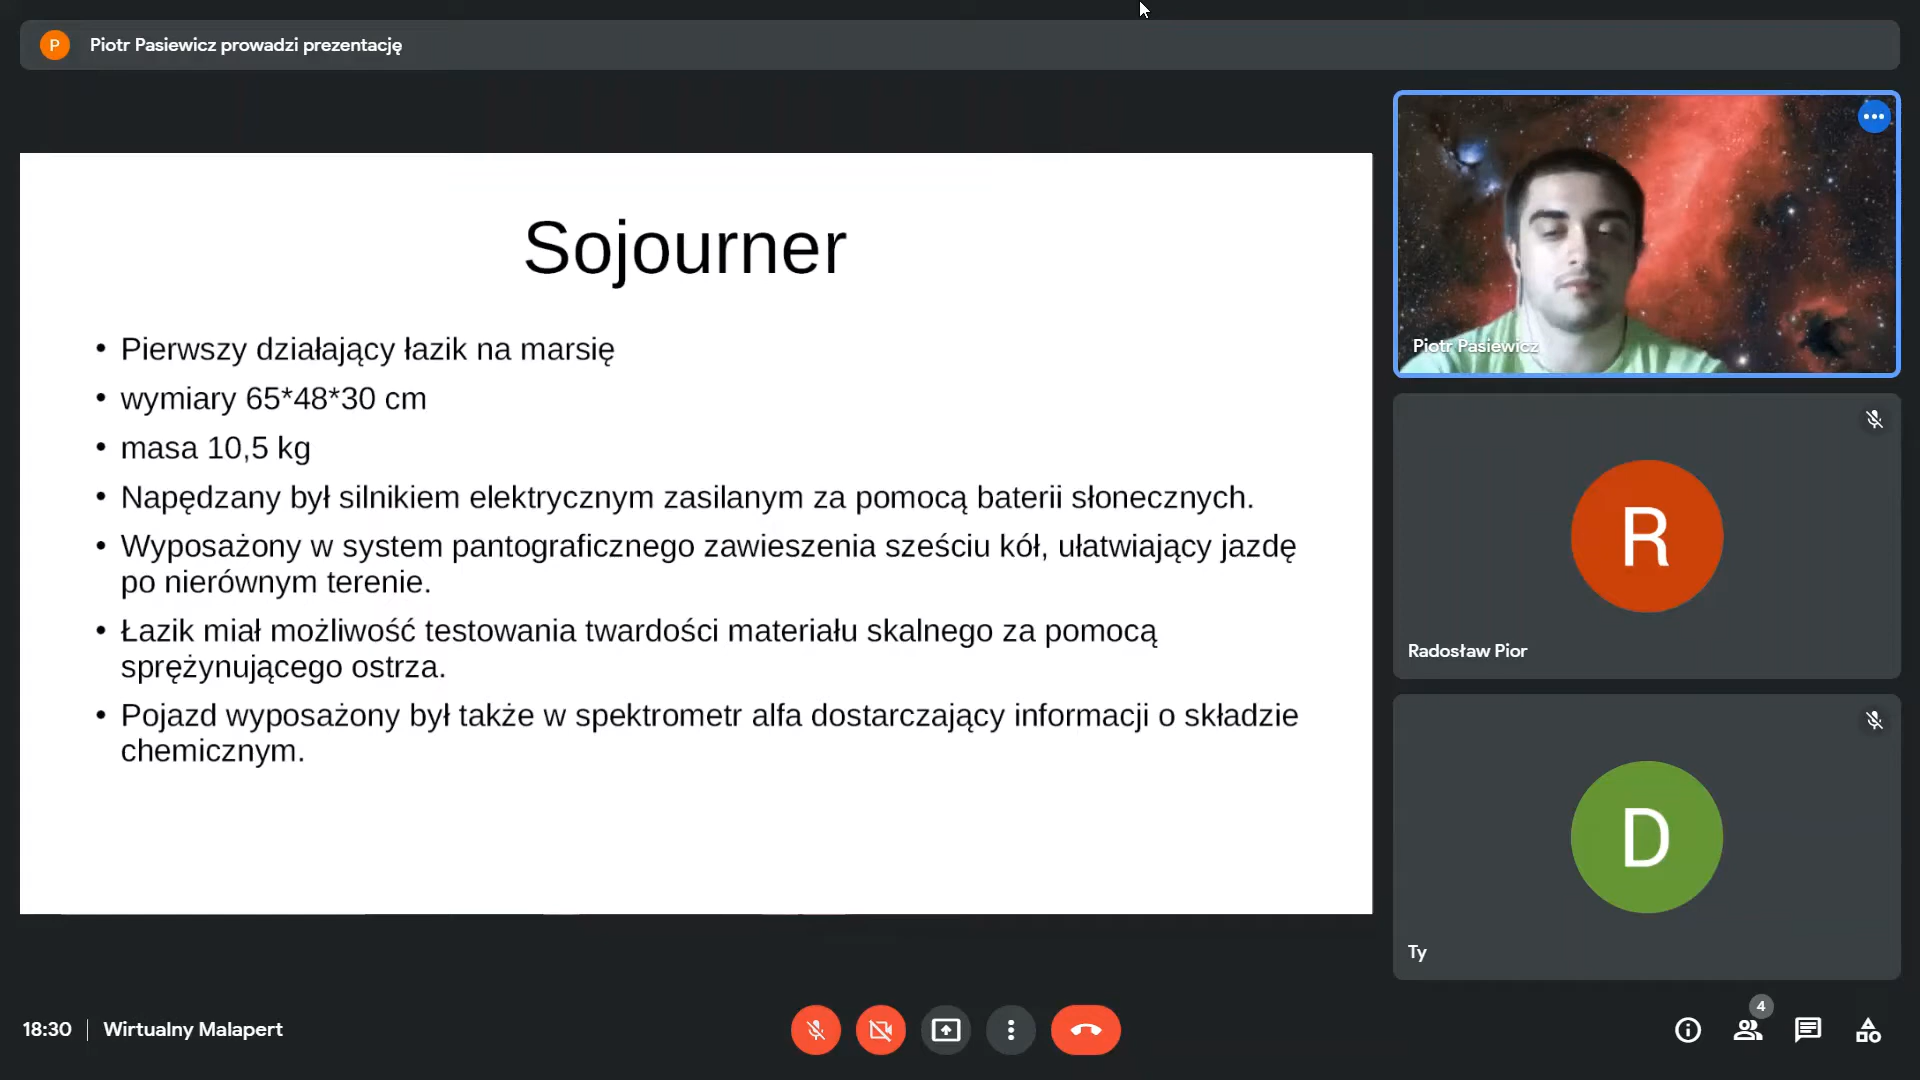 P
Piotr Pasiewicz prowadzi prezentację
Sojourner
• Pierwszy działający łazik na marsię
• wymiary 65*48*30 cm
• masa 10,5 kg
• Napędzany był silnikiem elektrycznym zasilanym za pomocą baterii słonecznych.
• Wyposażony w system pantograficznego zawieszenia sześciu kół, ułatwiający jazdę
po nierównym terenie.
• Łazik miał możliwość testowania twardości materiału skalnego za pomocą
sprężynującego ostrza.
• Pojazd wyposażony był także w spektrometr alfa dostarczający informacji o składzie
chemicznym.
Piotr Pasiewicz
R
Radosław Pior
D
Ty
18:30 | Wirtualny Malapert
4